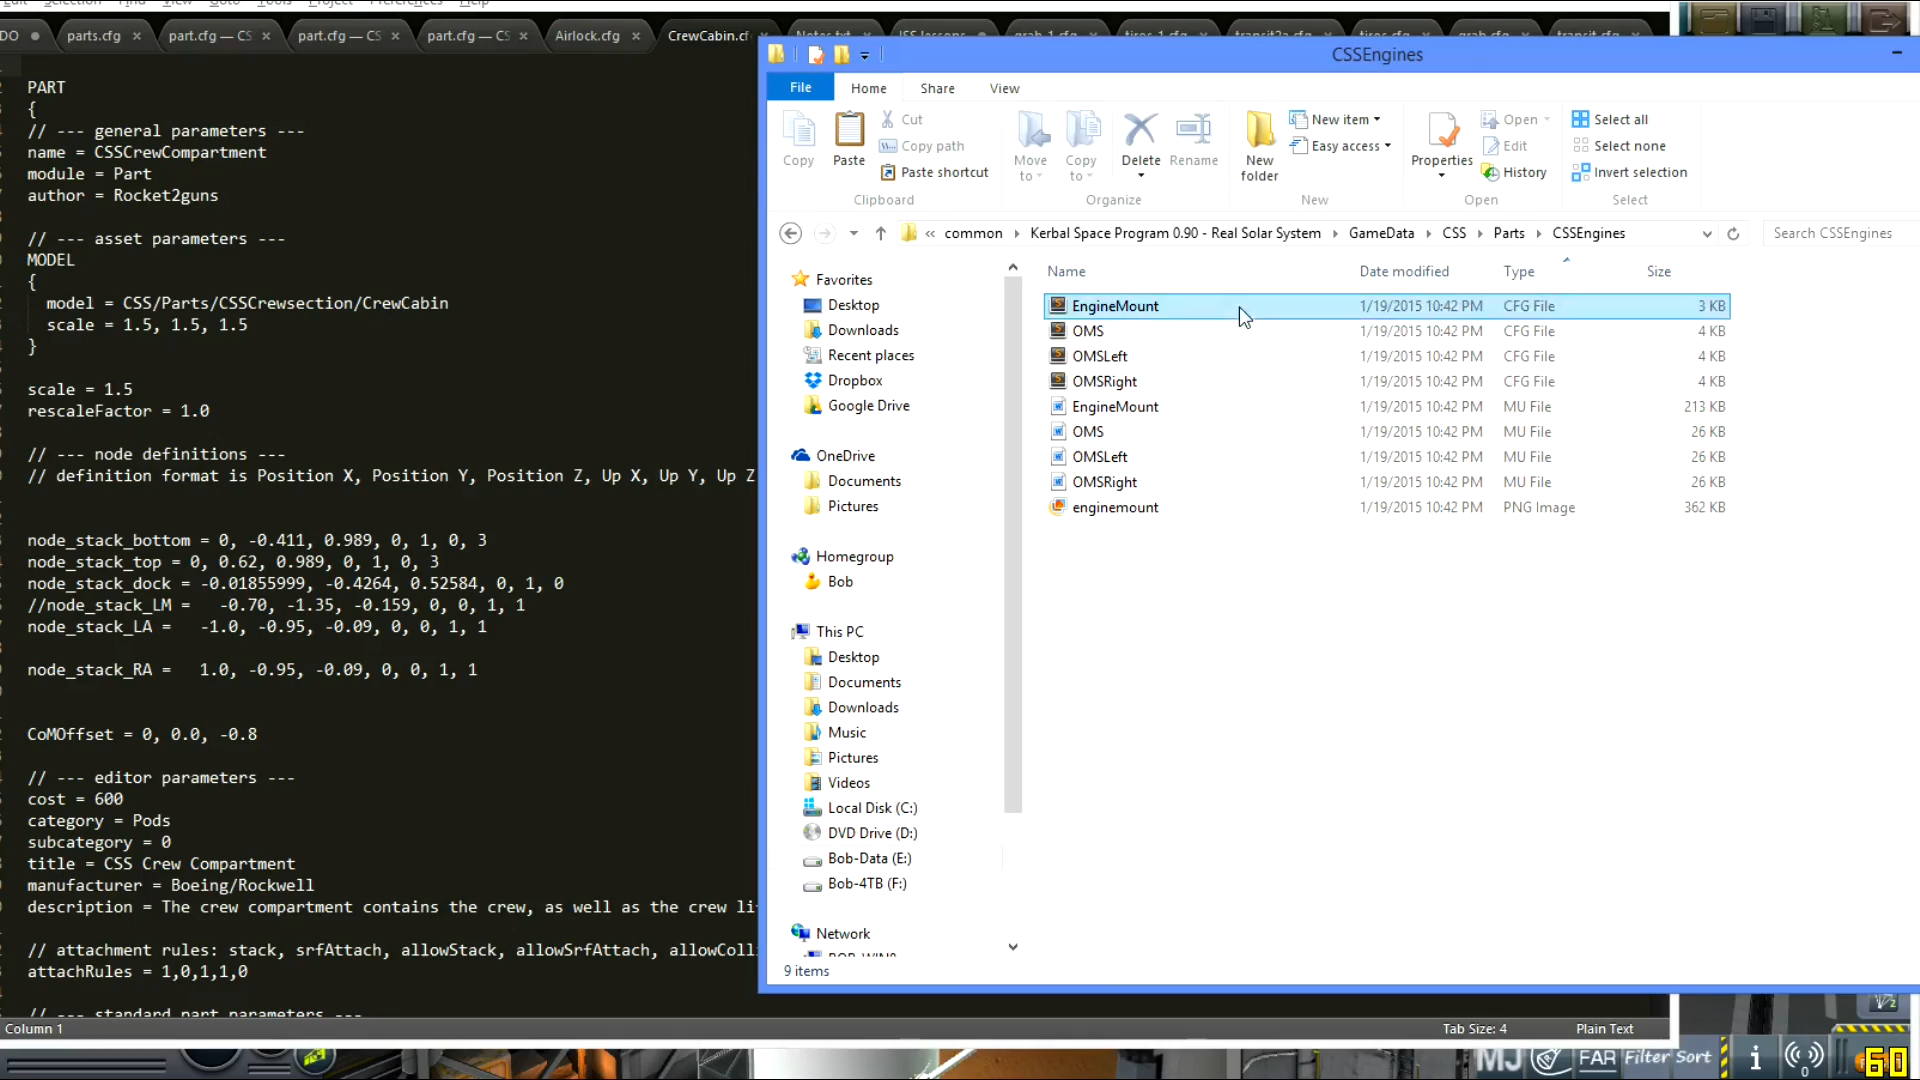 Edit Selection Find View Goto Tools Project Preferences Help
DO parts.cfg × part.cfg — CS × part.cfg — CS × part.cfg — CS × Airlock.cfg × CrewCabin.cf
PART
{
// --- general parameters ---
name = CSSCrewCompartment
module = Part
author = Rocket2guns
// --- asset parameters ---
MODEL
{
model = CSS/Parts/CSSCrewsection/CrewCabin
scale = 1.5, 1.5, 1.5
}
scale = 1.5
rescaleFactor = 1.0
// --- node definitions ---
// definition format is Position X, Position Y, Position Z, Up X, Up Y, Up Z
node_stack_bottom = 0, -0.411, 0.989, 0, 1, 0, 3
node_stack_top = 0, 0.62, 0.989, 0, 1, 0, 3
node_stack_dock = -0.01855999, -0.4264, 0.52584, 0, 1, 0
//node_stack_LM = -0.70, -1.35, -0.159, 0, 0, 1, 1
node_stack_LA = -1.0, -0.95, -0.09, 0, 0, 1, 1
node_stack_RA = 1.0, -0.95, -0.09, 0, 0, 1, 1
CoMOffset = 0, 0.0, -0.8
// --- editor parameters ---
cost = 600
category = Pods
subcategory = 0
title = CSS Crew Compartment
manufacturer = Boeing/Rockwell
description = The crew compartment contains the crew, as well as the crew li
// attachment rules: stack, srfAttach, allowStack, allowSrfAttach, allowColl
attachRules = 1,0,1,1,0
// --- standard part parameters ---
Column 1
Tab Size: 4 Plain Text
CSSEngines
File Home Share View
Copy
Paste
Cut
Copy path
Paste shortcut
Clipboard
Move to
Copy to
Delete
Rename
Organize
New folder
New item
Easy access
New
Properties
Open
Edit
History
Open
Select all
Select none
Invert selection
Select
« common › Kerbal Space Program 0.90 - Real Solar System › GameData › CSS › Parts › CSSEngines
Search CSSEngines
Favorites
Desktop
Downloads
Recent places
Dropbox
Google Drive
OneDrive
Documents
Pictures
Homegroup
Bob
This PC
Desktop
Documents
Downloads
Music
Pictures
Videos
Local Disk (C:)
DVD Drive (D:)
Bob-Data (E:)
Bob-4TB (F:)
Network
Name Date modified Type Size
EngineMount 1/19/2015 10:42 PM CFG File 3 KB
OMS 1/19/2015 10:42 PM CFG File 4 KB
OMSLeft 1/19/2015 10:42 PM CFG File 4 KB
OMSRight 1/19/2015 10:42 PM CFG File 4 KB
EngineMount 1/19/2015 10:42 PM MU File 213 KB
OMS 1/19/2015 10:42 PM MU File 26 KB
OMSLeft 1/19/2015 10:42 PM MU File 26 KB
OMSRight 1/19/2015 10:42 PM MU File 26 KB
enginemount 1/19/2015 10:42 PM PNG Image 362 KB
9 items
MJ FAR Filter Sort
60